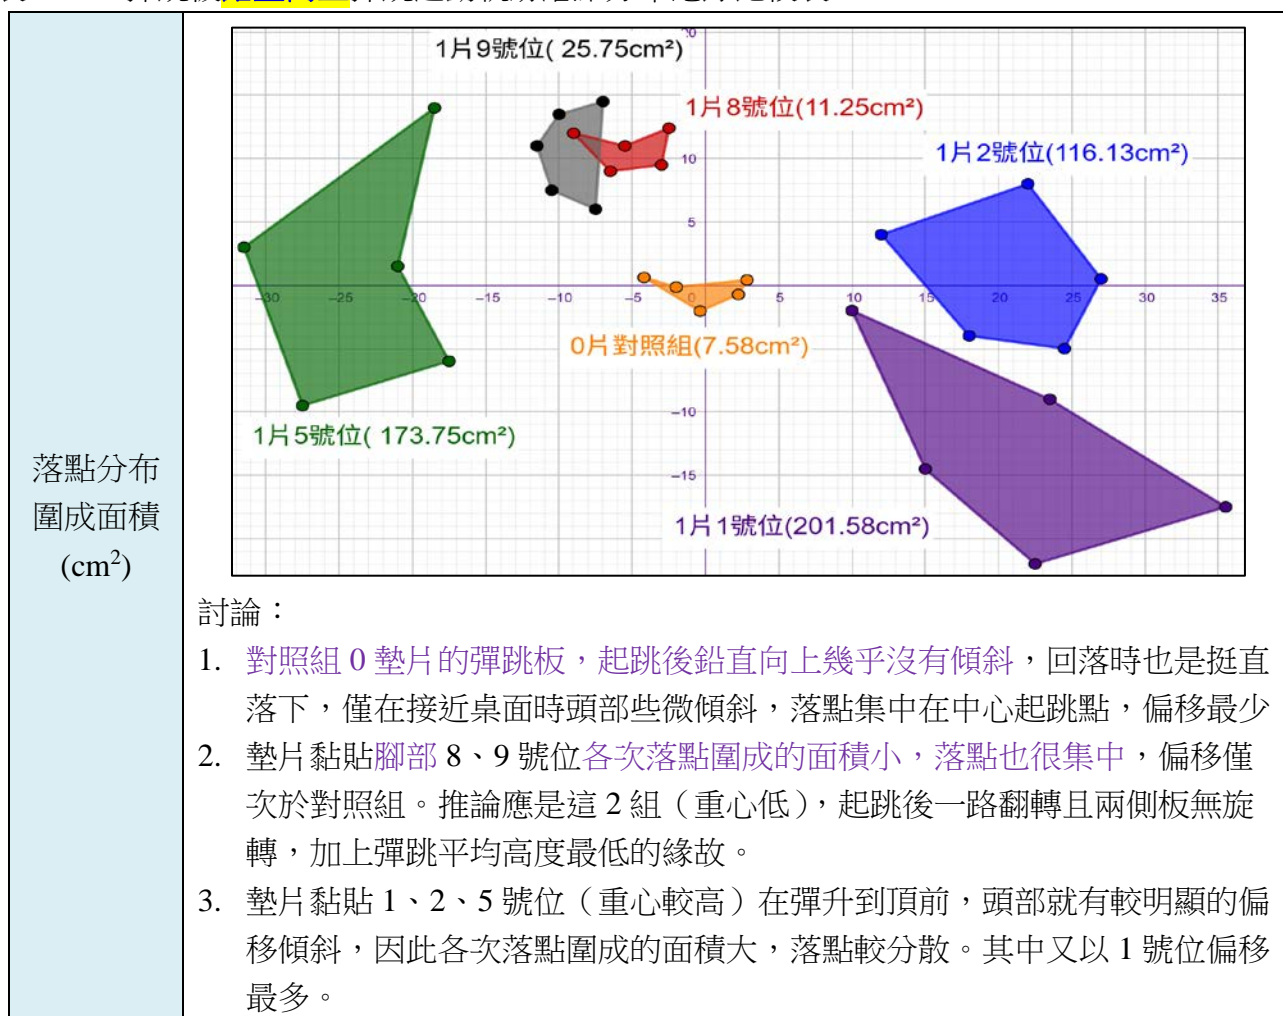 1片9號位( 25.75cm²)
1片8號位(11.25cm²)
1片2號位(116.13cm²)
10
5
-30 -25 -20 -15 -10 -5 0 5 10 15 20 25 30 35
0片對照組(7.58cm²)
-10
1片5號位( 173.75cm²)
-15
1片1號位(201.58cm²)
落點分布
圍成面積
(cm²)
討論：
1. 對照組 0 墊片的彈跳板，起跳後鉛直向上幾乎沒有傾斜，回落時也是挺直
落下，僅在接近桌面時頭部些微傾斜，落點集中在中心起跳點，偏移最少
2. 墊片黏貼腳部 8、9 號位各次落點圍成的面積小，落點也很集中，偏移僅
次於對照組。推論應是這 2 組（重心低），起跳後一路翻轉且兩側板無旋
轉，加上彈跳平均高度最低的緣故。
3. 墊片黏貼 1、2、5 號位（重心較高）在彈升到頂前，頭部就有較明顯的偏
移傾斜，因此各次落點圍成的面積大，落點較分散。其中又以 1 號位偏移
最多。